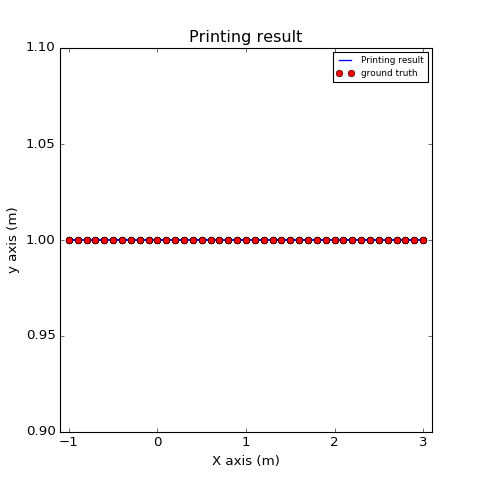 Printing result
1.10
Printing result
ground truth
1.05
1.00
0.95
0.90
y axis (m)
−1 0 1 2 3
X axis (m)